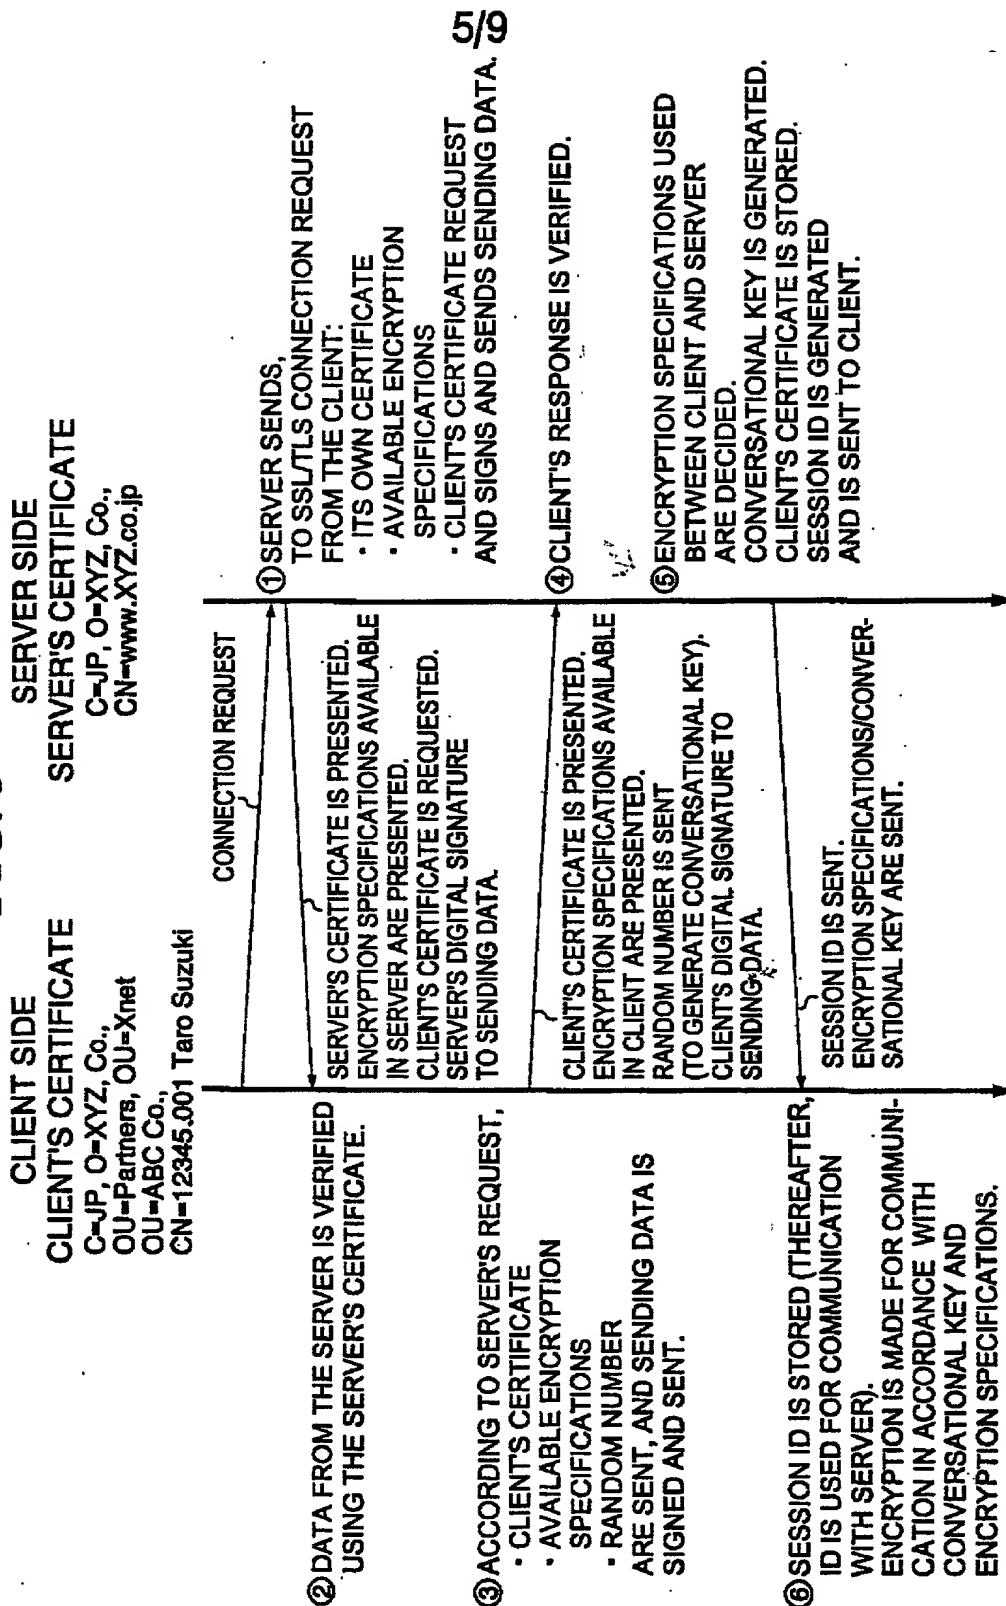 5/9
CLIENT SIDE
CLIENT'S CERTIFICATE
C=JP, O=XYZ, Co.,
OU=Partners, OU=Xnet
OU=ABC Co.,
CN=12345.001 Taro Suzuki
SERVER SIDE
SERVER'S CERTIFICATE
C=JP, O=XYZ, Co.,
CN=www.XYZ.co.jp
CONNECTION REQUEST
①SERVER SENDS,
TO SSL/TLS CONNECTION REQUEST
FROM THE CLIENT:
· ITS OWN CERTIFICATE
· AVAILABLE ENCRYPTION
SPECIFICATIONS
· CLIENT'S CERTIFICATE REQUEST
AND SIGNS AND SENDS SENDING DATA.
SERVER'S CERTIFICATE IS PRESENTED.
ENCRYPTION SPECIFICATIONS AVAILABLE
IN SERVER ARE PRESENTED.
CLIENT'S CERTIFICATE IS REQUESTED.
SERVER'S DIGITAL SIGNATURE
TO SENDING DATA.
②DATA FROM THE SERVER IS VERIFIED
USING THE SERVER'S CERTIFICATE.
③ACCORDING TO SERVER'S REQUEST,
· CLIENT'S CERTIFICATE
· AVAILABLE ENCRYPTION
SPECIFICATIONS
· RANDOM NUMBER
ARE SENT, AND SENDING DATA IS
SIGNED AND SENT.
CLIENT'S CERTIFICATE IS PRESENTED.
ENCRYPTION SPECIFICATIONS AVAILABLE
IN CLIENT ARE PRESENTED.
RANDOM NUMBER IS SENT
(TO GENERATE CONVERSATIONAL KEY).
CLIENT'S DIGITAL SIGNATURE TO
SENDING DATA.
④CLIENT'S RESPONSE IS VERIFIED.
⑤ENCRYPTION SPECIFICATIONS USED
BETWEEN CLIENT AND SERVER
ARE DECIDED.
CONVERSATIONAL KEY IS GENERATED.
CLIENT'S CERTIFICATE IS STORED.
SESSION ID IS GENERATED
AND IS SENT TO CLIENT.
SESSION ID IS SENT.
ENCRYPTION SPECIFICATIONS/CONVER-
SATIONAL KEY ARE SENT.
⑥SESSION ID IS STORED (THEREAFTER,
ID IS USED FOR COMMUNICATION
WITH SERVER).
ENCRYPTION IS MADE FOR COMMUNI-
CATION IN ACCORDANCE WITH
CONVERSATIONAL KEY AND
ENCRYPTION SPECIFICATIONS.